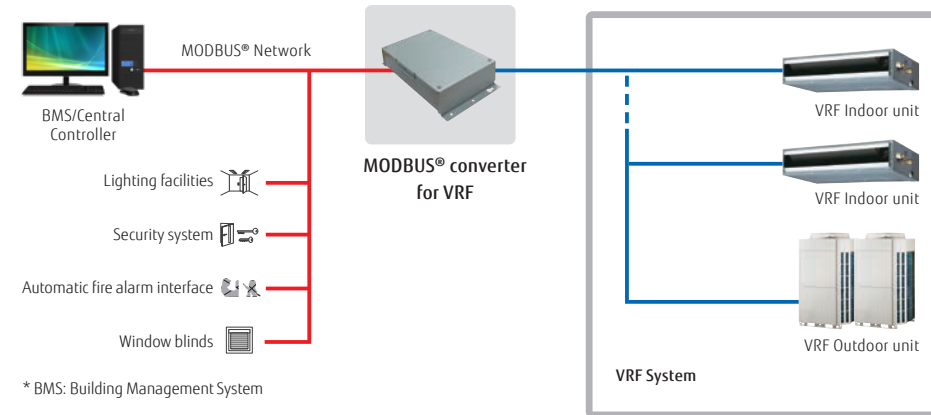 MODBUS® Network
BMS/Central
Controller
MODBUS® converter
for VRF
Lighting facilities
Security system
Automatic fire alarm interface
Window blinds
* BMS: Building Management System
VRF Indoor unit
VRF Indoor unit
VRF Outdoor unit
VRF System